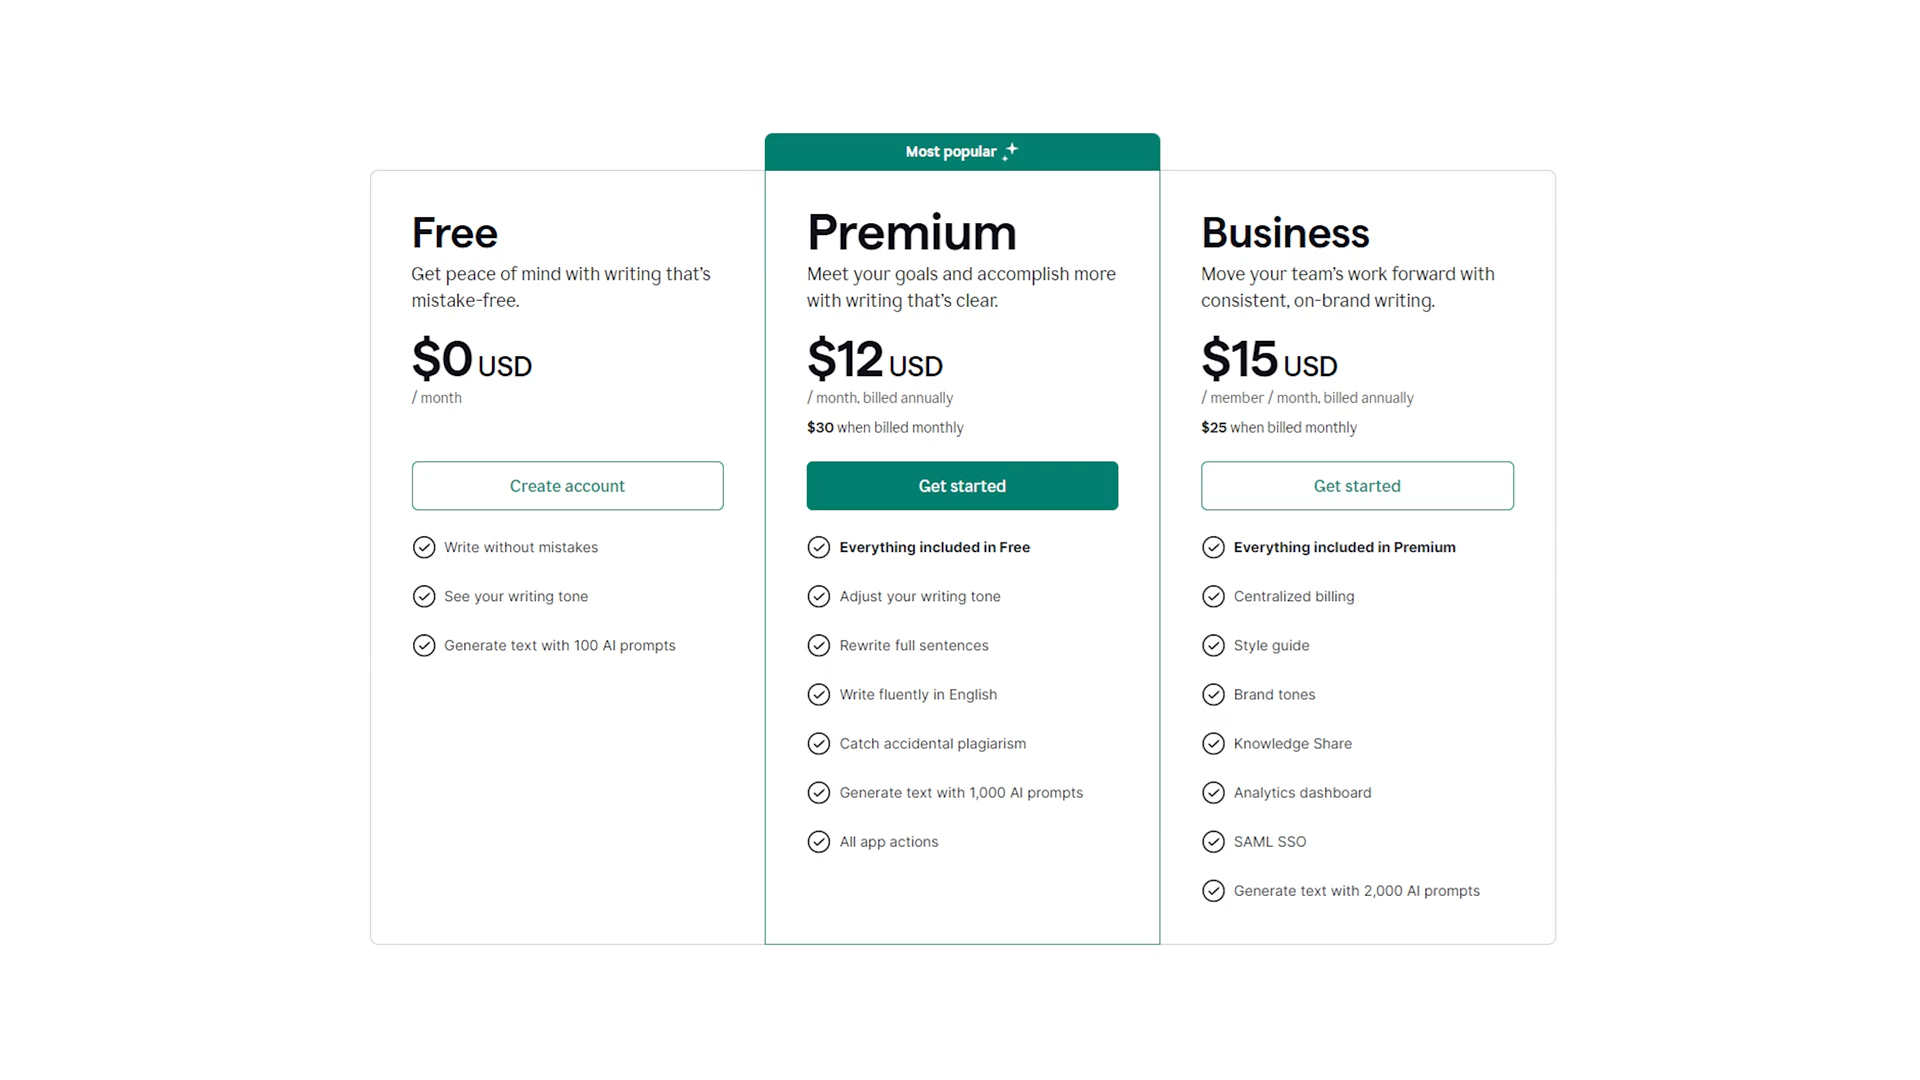 Most popular
Free
Get peace of mind with writing that’s
mistake-free.
$0 USD
/ month
Create account
Write without mistakes
See your writing tone
Generate text with 100 AI prompts
Premium
Meet your goals and accomplish more
with writing that’s clear.
$12 USD
/ month, billed annually
$30 when billed monthly
Get started
Everything included in Free
Adjust your writing tone
Rewrite full sentences
Write fluently in English
Catch accidental plagiarism
Generate text with 1,000 AI prompts
All app actions
Business
Move your team’s work forward with
consistent, on-brand writing.
$15 USD
/ member / month, billed annually
$25 when billed monthly
Get started
Everything included in Premium
Centralized billing
Style guide
Brand tones
Knowledge Share
Analytics dashboard
SAML SSO
Generate text with 2,000 AI prompts